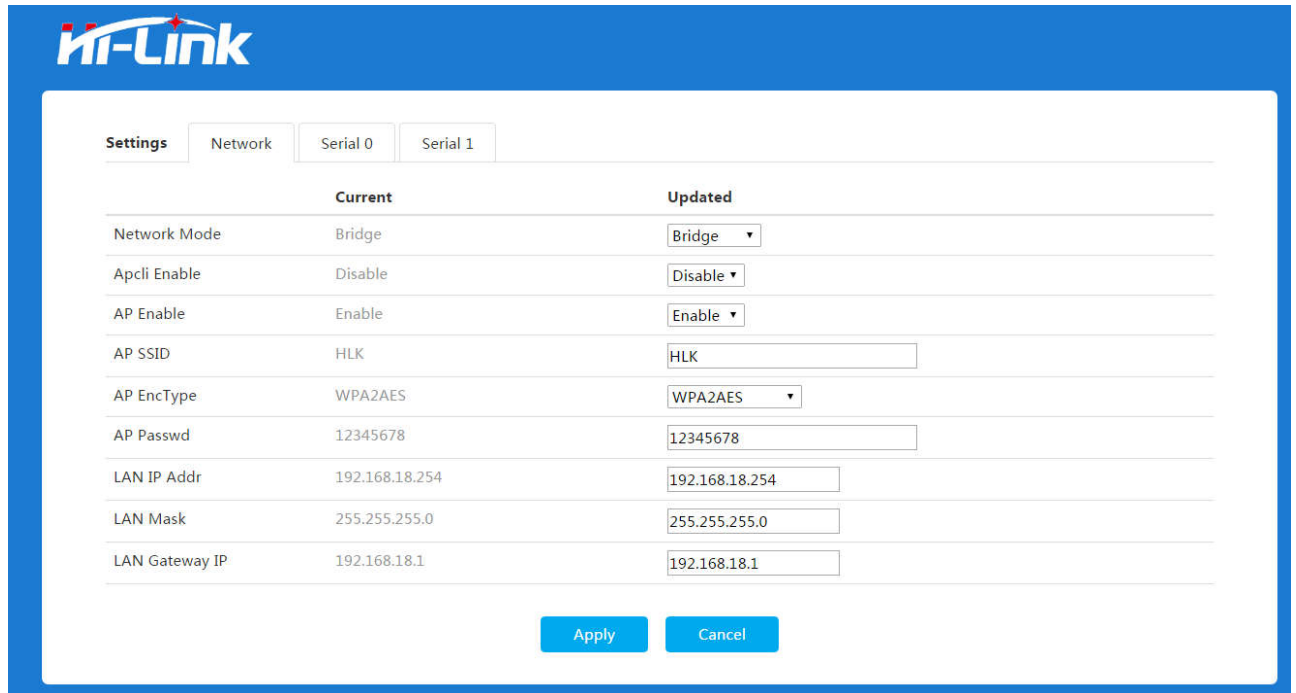 Hi-Link
Settings Network Serial 0 Serial 1
Current Updated
Network Mode Bridge Bridge
Apcli Enable Disable Disable
AP Enable Enable Enable
AP SSID HLK HLK
AP EncType WPA2AES WPA2AES
AP Passwd 12345678 12345678
LAN IP Addr 192.168.18.254 192.168.18.254
LAN Mask 255.255.255.0 255.255.255.0
LAN Gateway IP 192.168.18.1 192.168.18.1
Apply Cancel